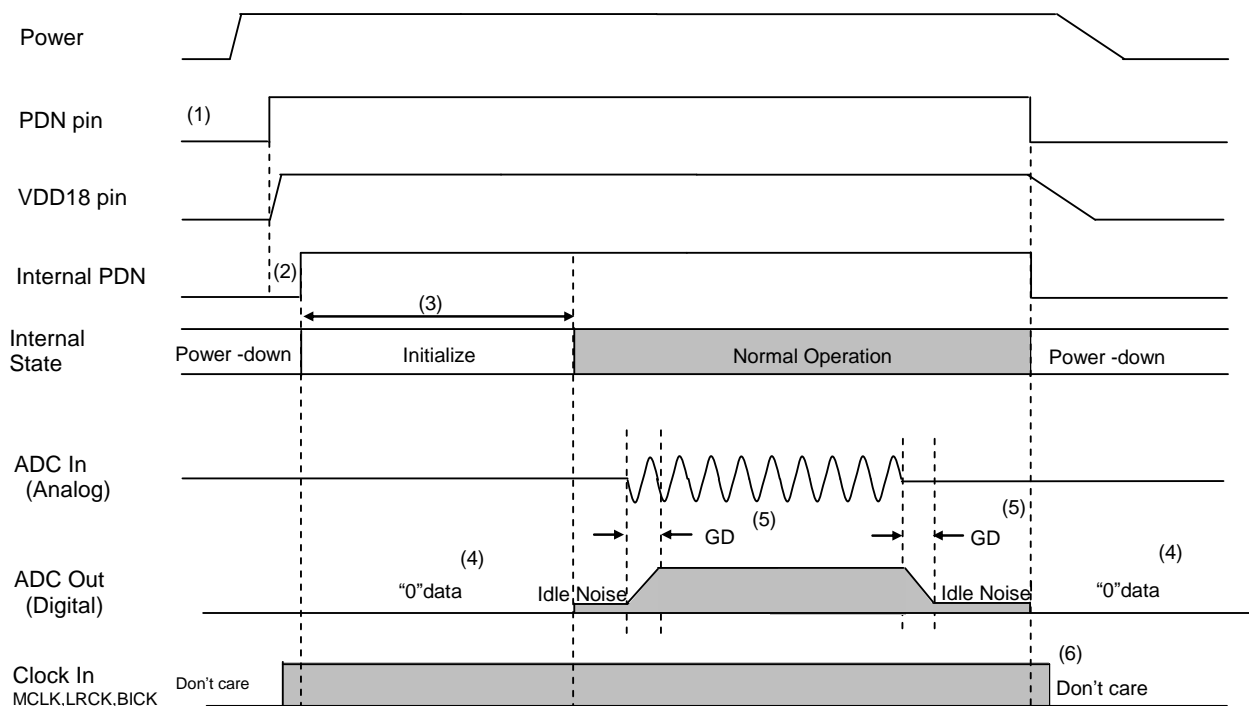 Power
PDN pin
(1)
VDD18 pin
Internal PDN
(2)
(3)
Internal
State
Power -down
Initialize
Normal Operation
Power -down
ADC In
(Analog)
(5)
(5)
GD
GD
ADC Out
(Digital)
(4)
(4)
“0”data
Idle Noise
Idle Noise
“0”data
Clock In
MCLK,LRCK,BICK
Don’t care
(6)
Don’t care